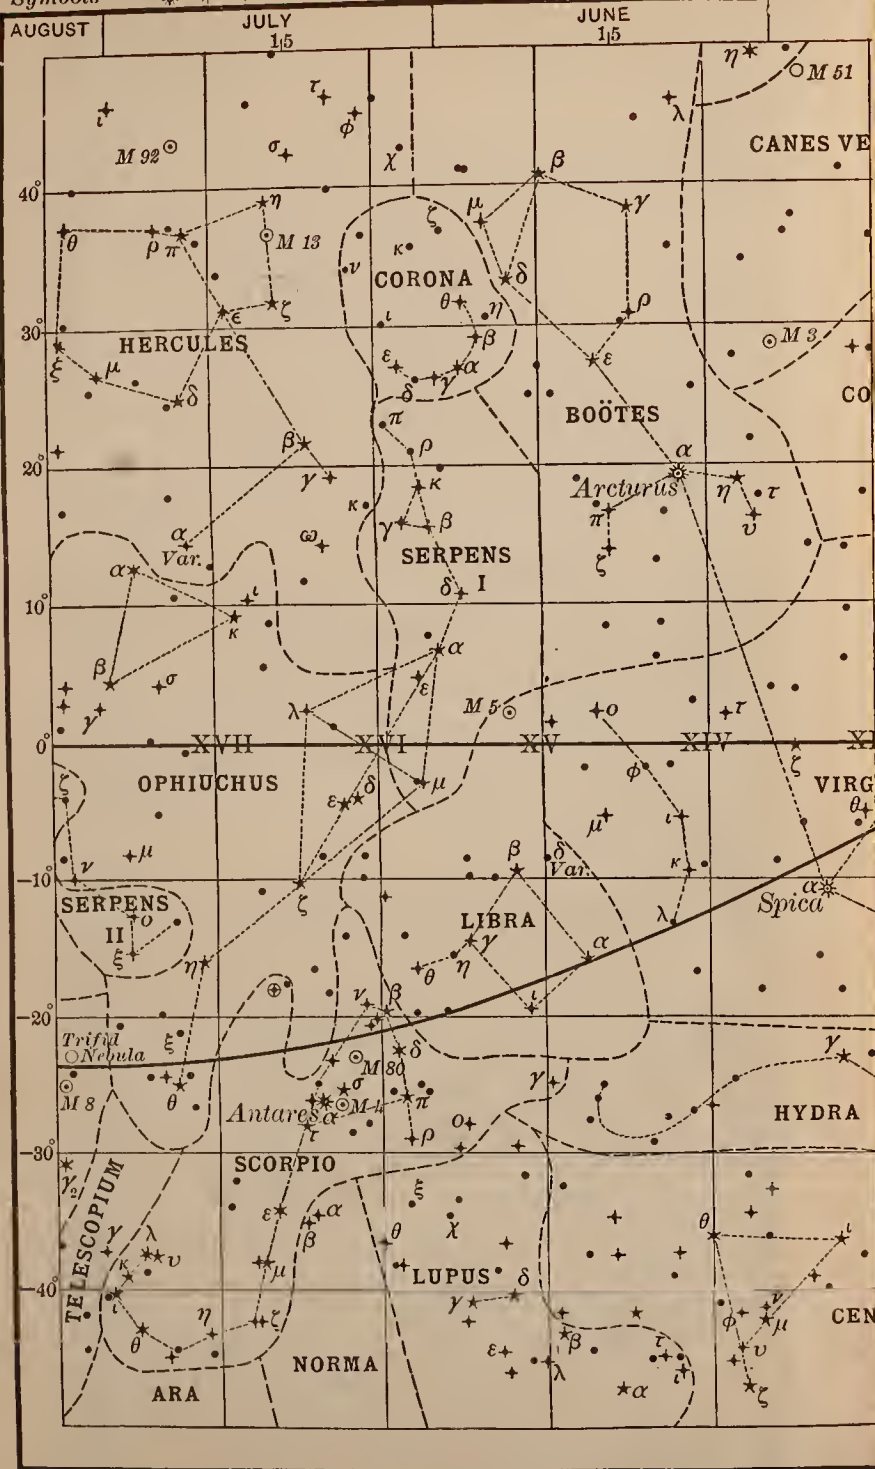 Symbols
AUGUST JULY JUNE
15 15
η M 51
ι τ φ λ
M 92 σ χ CANES VE
40°
η β γ
θ ρ π M 13 ζ μ
ν κ δ
CORONA
ε ζ θ η ρ
30° ι β M 3
HERCULES
ξ μ ε α ε
δ δ γ CO
BOÖTES
π
β ρ α
20°
γ κ Arcturus η τ
κ π υ
α γ β
Var. ω SERPENS ζ
α I
δ
10° ι
κ
α
β σ ε
γ λ M 5 ο τ
0° XVII XVI XV XIV
ζ OPHIUCHUS μ φ ζ VIRG
ε δ θ
μ μ ι
ν β δ κ
Var.
−10° ζ α
SERPENS Spica
ο LIBRA λ
II γ α
ξ η θ η
ν β ι
−20°
Trifid ξ
Nebula δ γ
M 80
σ γ
M 8 θ Antares α M 4 π
ο HYDRA
τ ρ
−30°
SCORPIO
γ₂
TELESCOPIUM ξ
ε α
β χ θ
γ λ θ ι
κ υ μ
−40° LUPUS δ
ι γ ν
ζ φ μ CEN
η β
θ ε τ υ
λ ι
NORMA α ζ
ARA